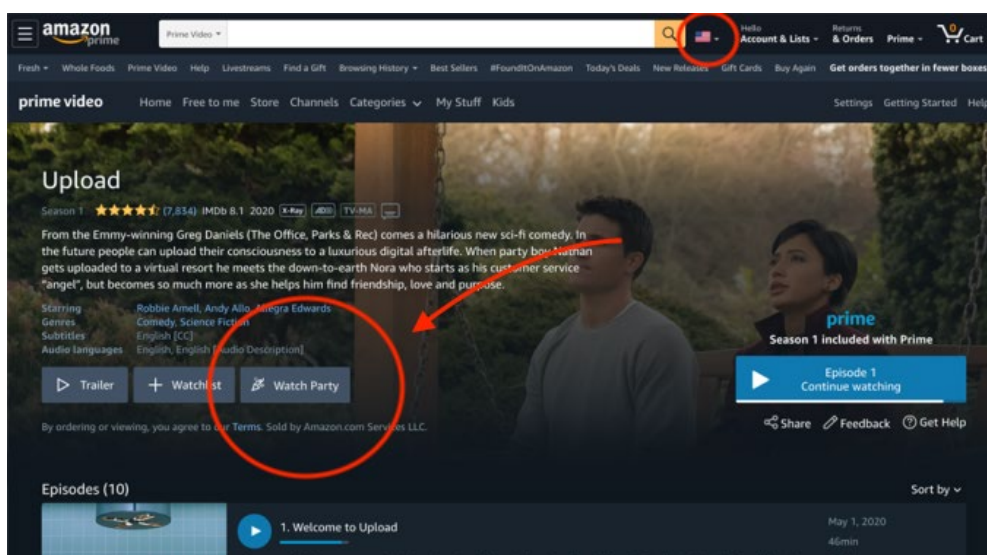 amazon prime
Prime Video
Hello
Account & Lists
Returns
& Orders
Prime
0
Cart
Fresh Whole Foods Prime Video Help Livestreams Find a Gift Browsing History Best Sellers #FoundItOnAmazon Today's Deals New Releases Gift Cards Buy Again Get orders together in fewer boxes
prime video Home Free to me Store Channels Categories My Stuff Kids Settings Getting Started Help
Upload
Season 1 (7,834) IMDb 8.1 2020 X-Ray AD TV-MA
From the Emmy-winning Greg Daniels (The Office, Parks & Rec) comes a hilarious new sci-fi comedy. In
the future people can upload their consciousness to a luxurious digital afterlife. When party boy Nathan
gets uploaded to a virtual resort he meets the down-to-earth Nora who starts as his customer service
"angel", but becomes so much more as she helps him find friendship, love and purpose.
Starring Robbie Amell, Andy Allo, Allegra Edwards
Genres Comedy, Science Fiction
Subtitles English [CC]
Audio languages English, English [Audio Description]
Trailer + Watchlist Watch Party
By ordering or viewing, you agree to our Terms. Sold by Amazon.com Services LLC.
prime
Season 1 included with Prime
Episode 1
Continue watching
Share Feedback Get Help
Episodes (10) Sort by
1. Welcome to Upload May 1, 2020
46min